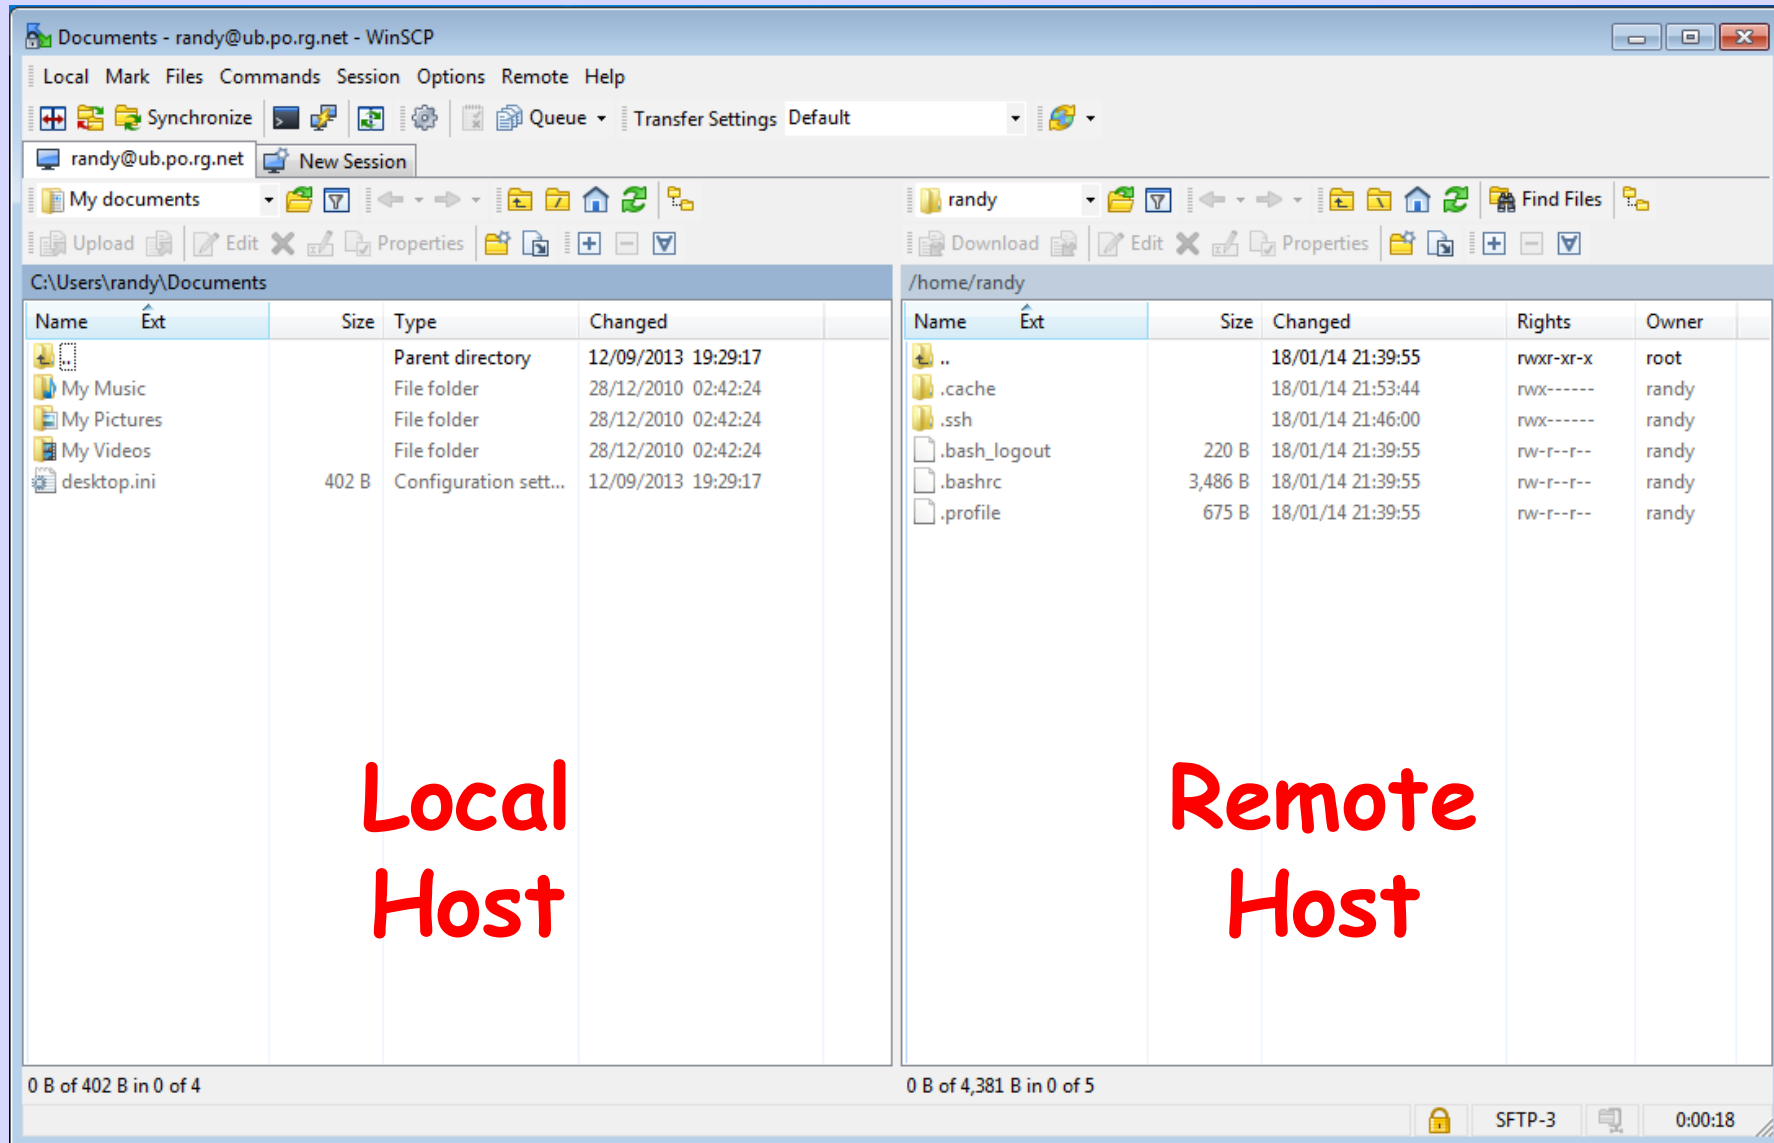 Documents - randy@ub.po.rg.net - WinSCP
Local Mark Files Commands Session Options Remote Help
Synchronize Queue Transfer Settings Default
randy@ub.po.rg.net New Session
My documents
Upload Edit Properties
C:\Users\randy\Documents
Name Ext Size Type Changed
.. Parent directory 12/09/2013 19:29:17
My Music File folder 28/12/2010 02:42:24
My Pictures File folder 28/12/2010 02:42:24
My Videos File folder 28/12/2010 02:42:24
desktop.ini 402 B Configuration sett... 12/09/2013 19:29:17
Local
Host
0 B of 402 B in 0 of 4
randy Find Files
Download Edit Properties
/home/randy
Name Ext Size Changed Rights Owner
.. 18/01/14 21:39:55 rwxr-xr-x root
.cache 18/01/14 21:53:44 rwx------ randy
.ssh 18/01/14 21:46:00 rwx------ randy
.bash_logout 220 B 18/01/14 21:39:55 rw-r--r-- randy
.bashrc 3,486 B 18/01/14 21:39:55 rw-r--r-- randy
.profile 675 B 18/01/14 21:39:55 rw-r--r-- randy
Remote
Host
0 B of 4,381 B in 0 of 5
SFTP-3 0:00:18